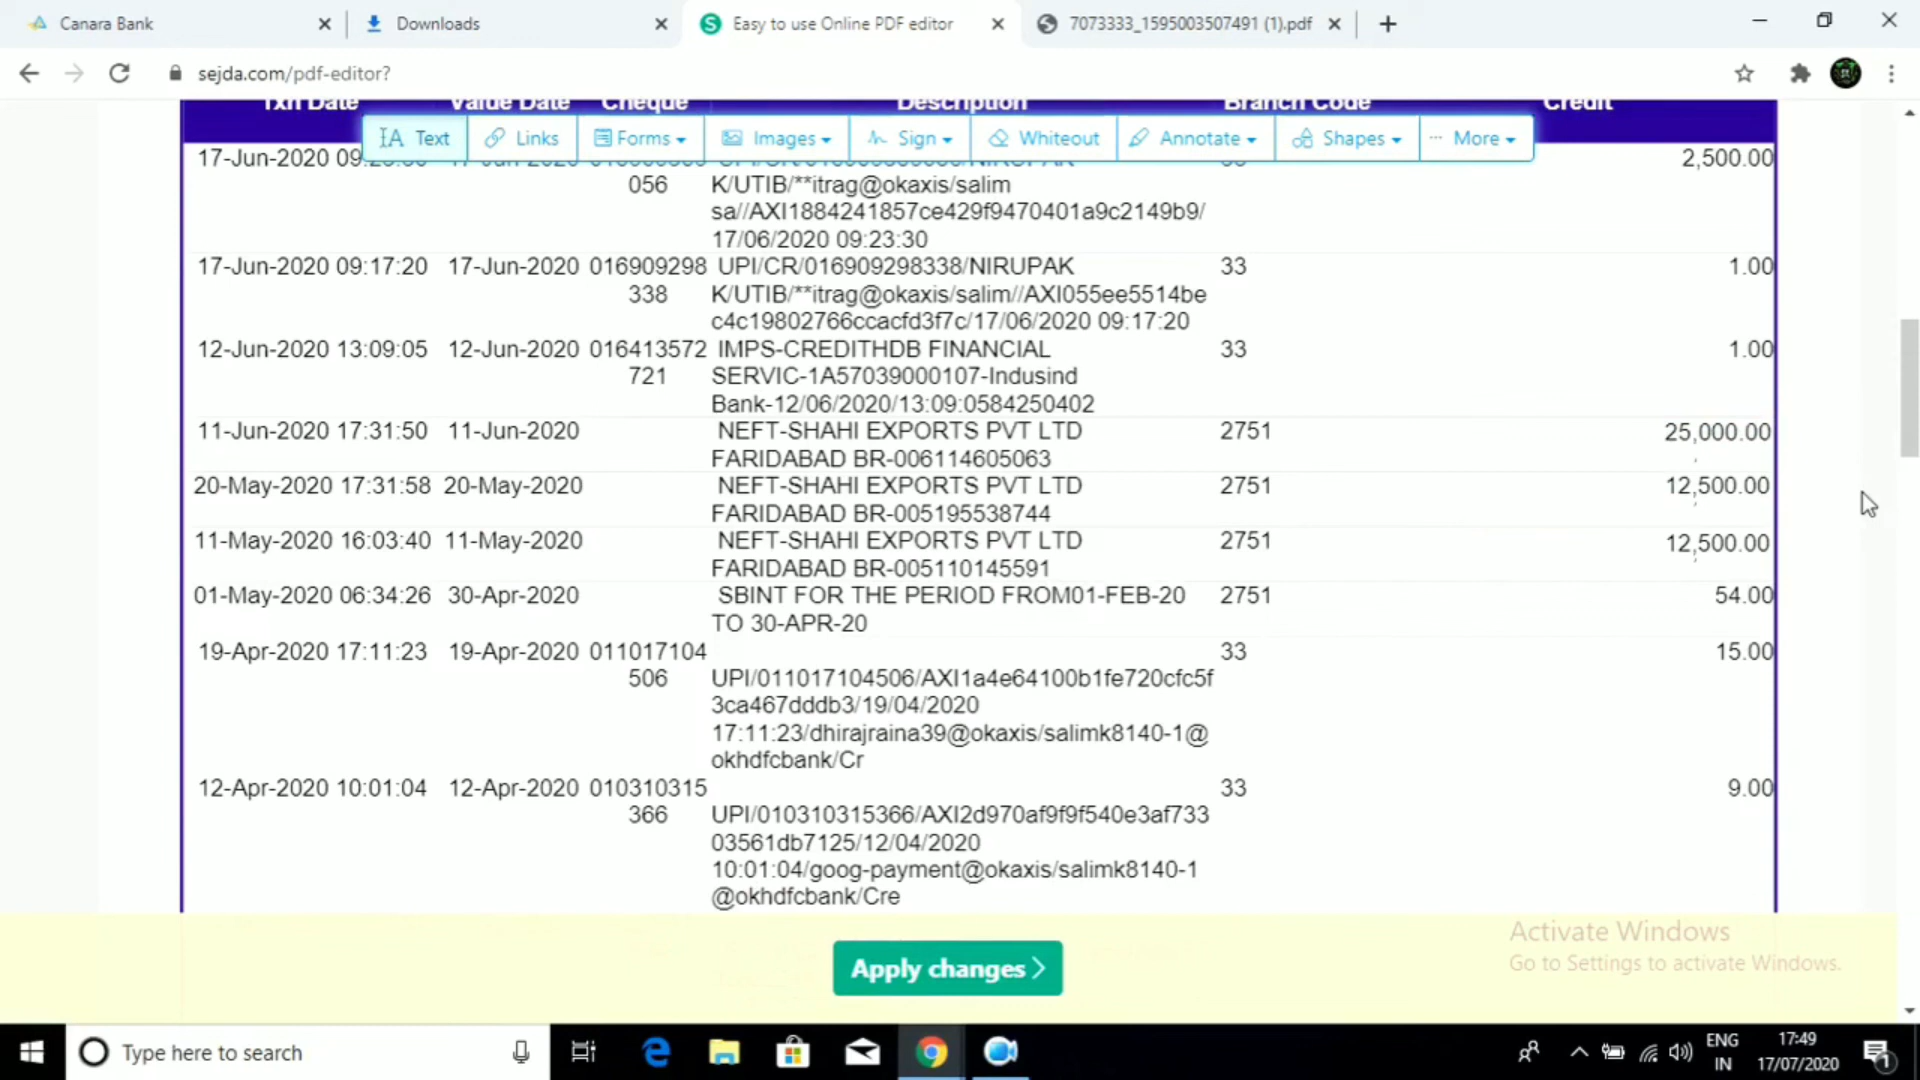 Canara Bank
Downloads
Easy to use Online PDF editor
7073333_1595003507491 (1).pdf
sejda.com/pdf-editor?
Txn Date Value Date Cheque Description Branch Code Credit
Text Links Forms Images Sign Whiteout Annotate Shapes More
17-Jun-2020 2,500.00
056 K/UTIB/**itrag@okaxis/salim
sa//AXI1884241857ce429f9470401a9c2149b9/
17/06/2020 09:23:30
17-Jun-2020 09:17:20 17-Jun-2020 016909298 UPI/CR/016909298338/NIRUPAK 33 1.00
338 K/UTIB/**itrag@okaxis/salim//AXI055ee5514be
c4c19802766ccacfd3f7c/17/06/2020 09:17:20
12-Jun-2020 13:09:05 12-Jun-2020 016413572 IMPS-CREDITHDB FINANCIAL 33 1.00
721 SERVIC-1A57039000107-Indusind
Bank-12/06/2020/13:09:0584250402
11-Jun-2020 17:31:50 11-Jun-2020 NEFT-SHAHI EXPORTS PVT LTD 2751 25,000.00
FARIDABAD BR-006114605063
20-May-2020 17:31:58 20-May-2020 NEFT-SHAHI EXPORTS PVT LTD 2751 12,500.00
FARIDABAD BR-005195538744
11-May-2020 16:03:40 11-May-2020 NEFT-SHAHI EXPORTS PVT LTD 2751 12,500.00
FARIDABAD BR-005110145591
01-May-2020 06:34:26 30-Apr-2020 SBINT FOR THE PERIOD FROM01-FEB-20 2751 54.00
TO 30-APR-20
19-Apr-2020 17:11:23 19-Apr-2020 011017104 33 15.00
506 UPI/011017104506/AXI1a4e64100b1fe720cfc5f
3ca467dddb3/19/04/2020
17:11:23/dhirajraina39@okaxis/salimk8140-1@
okhdfcbank/Cr
12-Apr-2020 10:01:04 12-Apr-2020 010310315 33 9.00
366 UPI/010310315366/AXI2d970af9f9f540e3af733
03561db7125/12/04/2020
10:01:04/goog-payment@okaxis/salimk8140-1
@okhdfcbank/Cre
Apply changes
Activate Windows
Go to Settings to activate Windows.
Type here to search
ENG 17:49
IN 17/07/2020 1